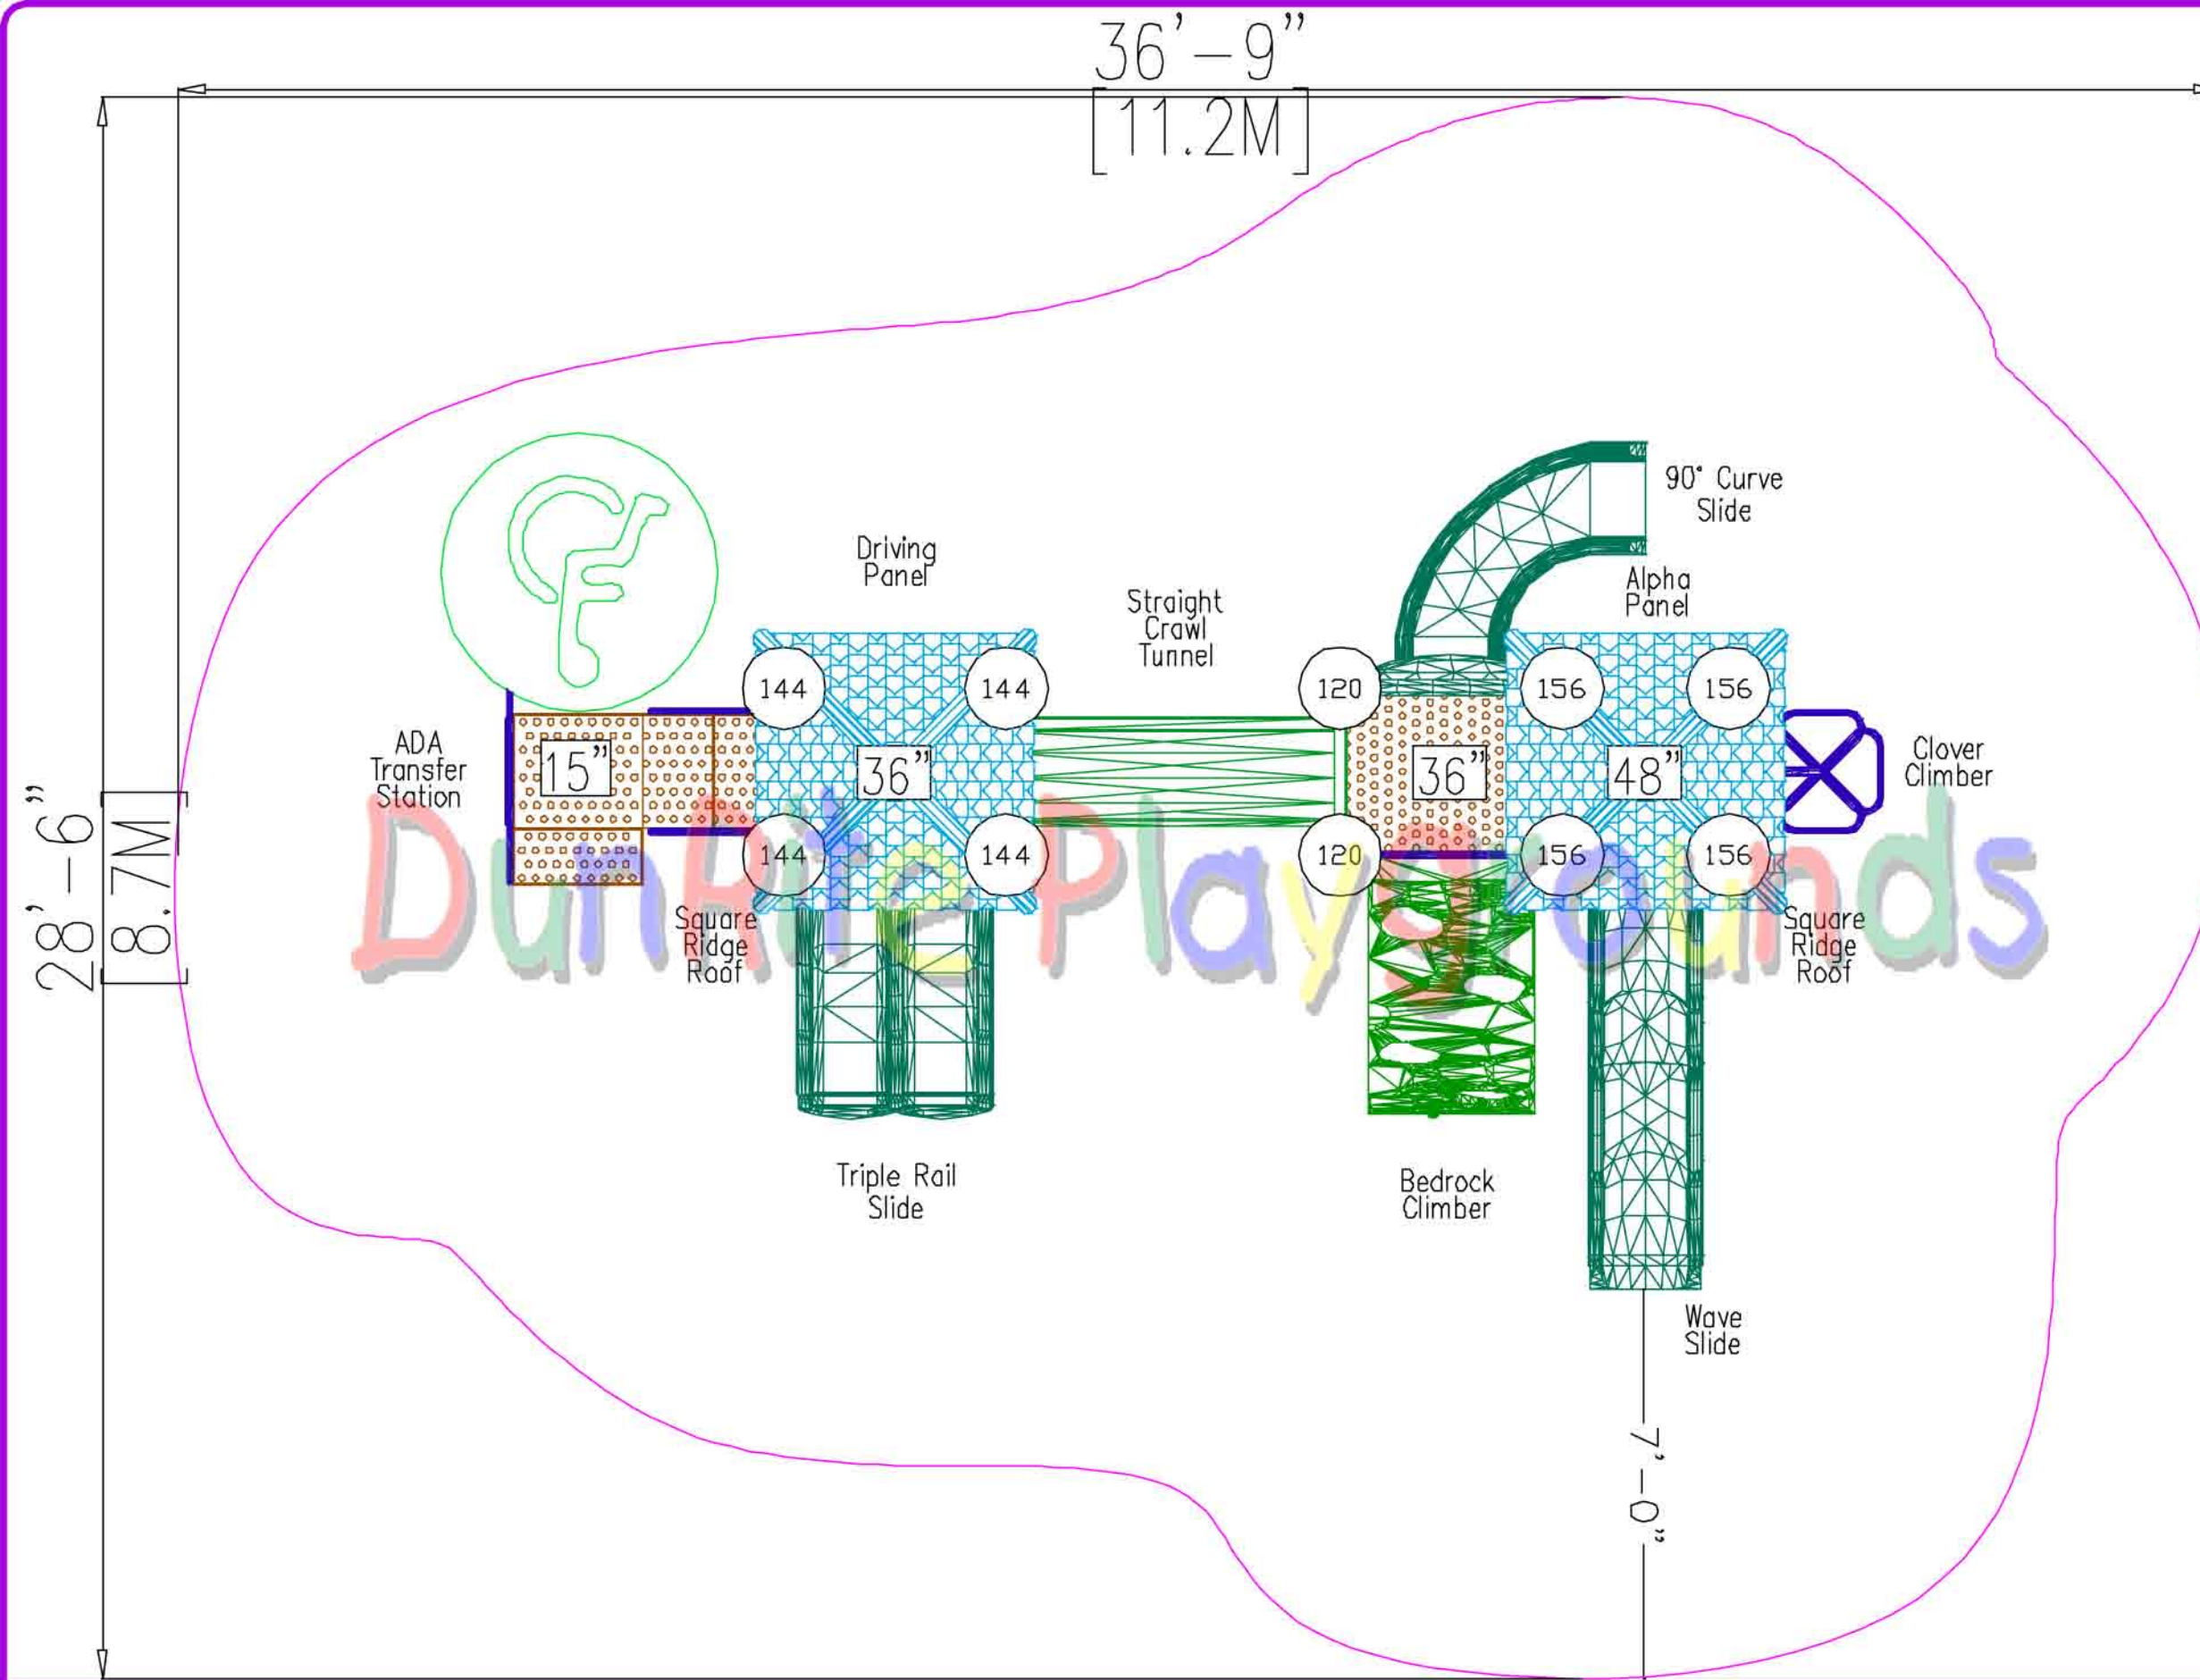 36'-9"
[11.2M]
90° Curve
Slide
Driving
Panel
Alpha
Panel
Straight
Crawl
Tunnel
144
144
120
156
156
ADA
Transfer
Station
15"
36"
36"
48"
Clover
Climber
28'-6"
[8.7M]
144
144
120
156
156
DunRite Playgrounds
Square
Ridge
Roof
Square
Ridge
Roof
Triple Rail
Slide
Bedrock
Climber
Wave
Slide
7'-0"